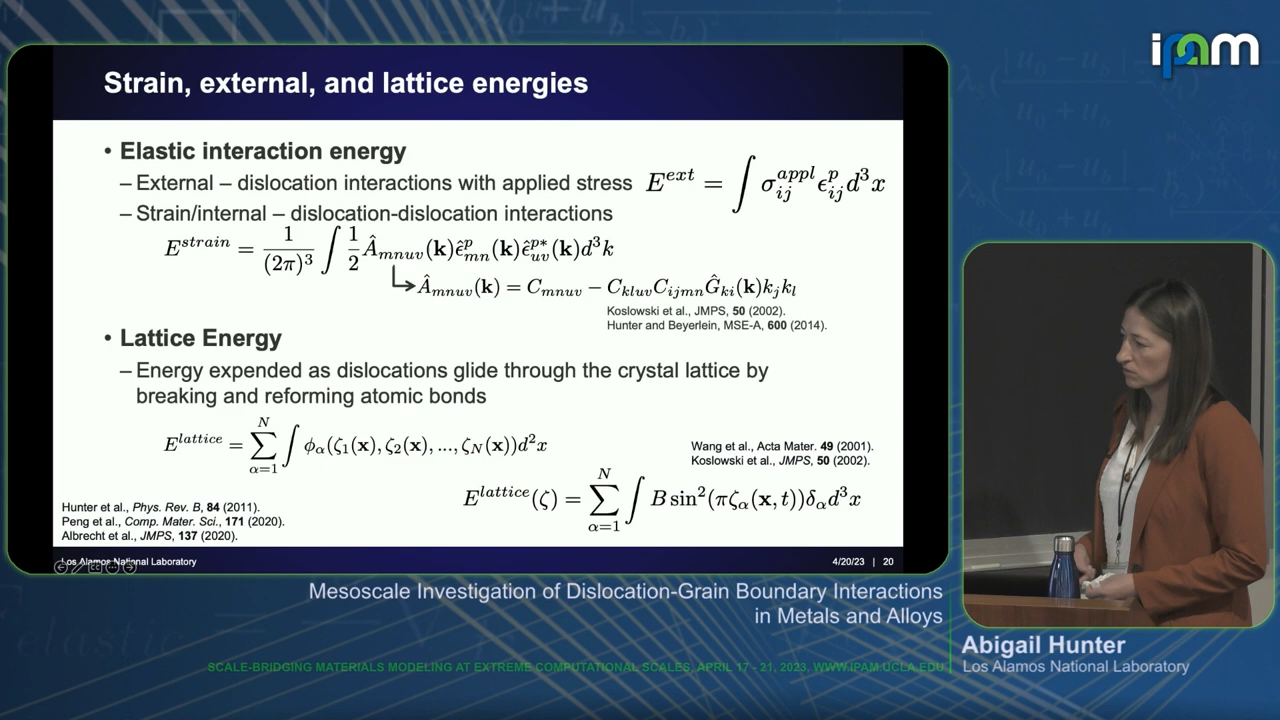 ipam
Strain, external, and lattice energies
• Elastic interaction energy
– External – dislocation interactions with applied stress
E^{ext} = ∫ σ_{ij}^{appl} ϵ_{ij}^{p} d^3x
– Strain/internal – dislocation-dislocation interactions
E^{strain} = \frac{1}{(2π)^3} ∫ \frac{1}{2} Â_{mnuv}(k) ϵ̂_{mn}^{p}(k) ϵ̂_{uv}^{p*}(k) d^3k
Â_{mnuv}(k) = C_{mnuv} − C_{kluv}C_{ijmn}Ĝ_{ki}(k)k_jk_l
Koslowski et al., JMPS, 50 (2002).
Hunter and Beyerlein, MSE-A, 600 (2014).
• Lattice Energy
– Energy expended as dislocations glide through the crystal lattice by
breaking and reforming atomic bonds
E^{lattice} = ∑_{α=1}^{N} ∫ ϕ_α(ζ_1(x), ζ_2(x), ..., ζ_N(x))d^2x
Wang et al., Acta Mater. 49 (2001).
Koslowski et al., JMPS, 50 (2002).
E^{lattice}(ζ) = ∑_{α=1}^{N} ∫ B sin^2(πζ_α(x, t))δ_α d^3x
Hunter et al., Phys. Rev. B, 84 (2011).
Peng et al., Comp. Mater. Sci., 171 (2020).
Albrecht et al., JMPS, 137 (2020).
Los Alamos National Laboratory
4/20/23 | 20
Mesoscale Investigation of Dislocation-Grain Boundary Interactions
in Metals and Alloys
Abigail Hunter
Los Alamos National Laboratory
SCALE-BRIDGING MATERIALS MODELING AT EXTREME COMPUTATIONAL SCALES, APRIL 17 - 21, 2023, WWW.IPAM.UCLA.EDU